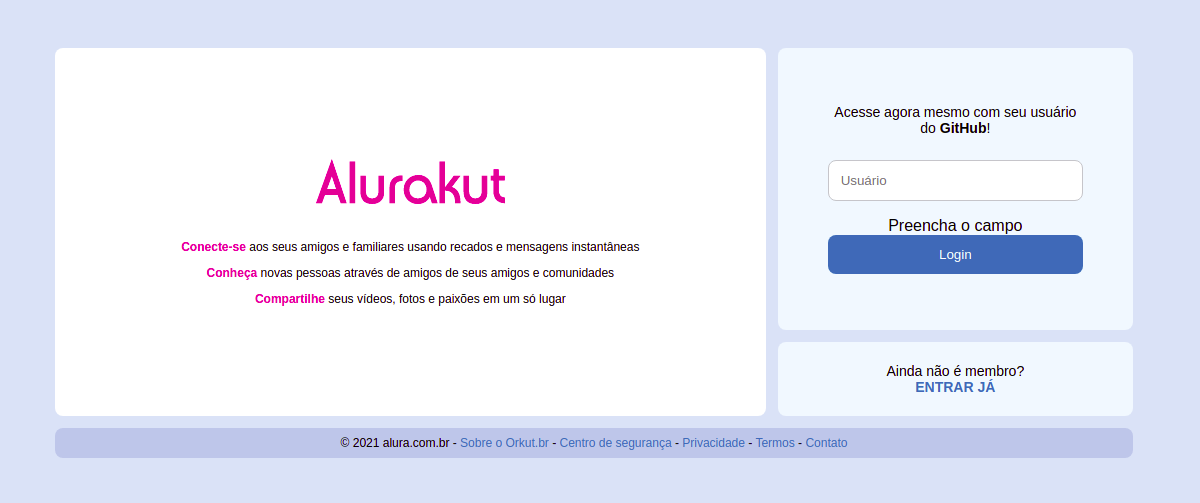 Alurakut
Conecte-se aos seus amigos e familiares usando recados e mensagens instantâneas
Conheça novas pessoas através de amigos de seus amigos e comunidades
Compartilhe seus vídeos, fotos e paixões em um só lugar
Acesse agora mesmo com seu usuário
do GitHub!
Usuário
Preencha o campo
Login
Ainda não é membro?
ENTRAR JÁ
© 2021 alura.com.br - Sobre o Orkut.br - Centro de segurança - Privacidade - Termos - Contato